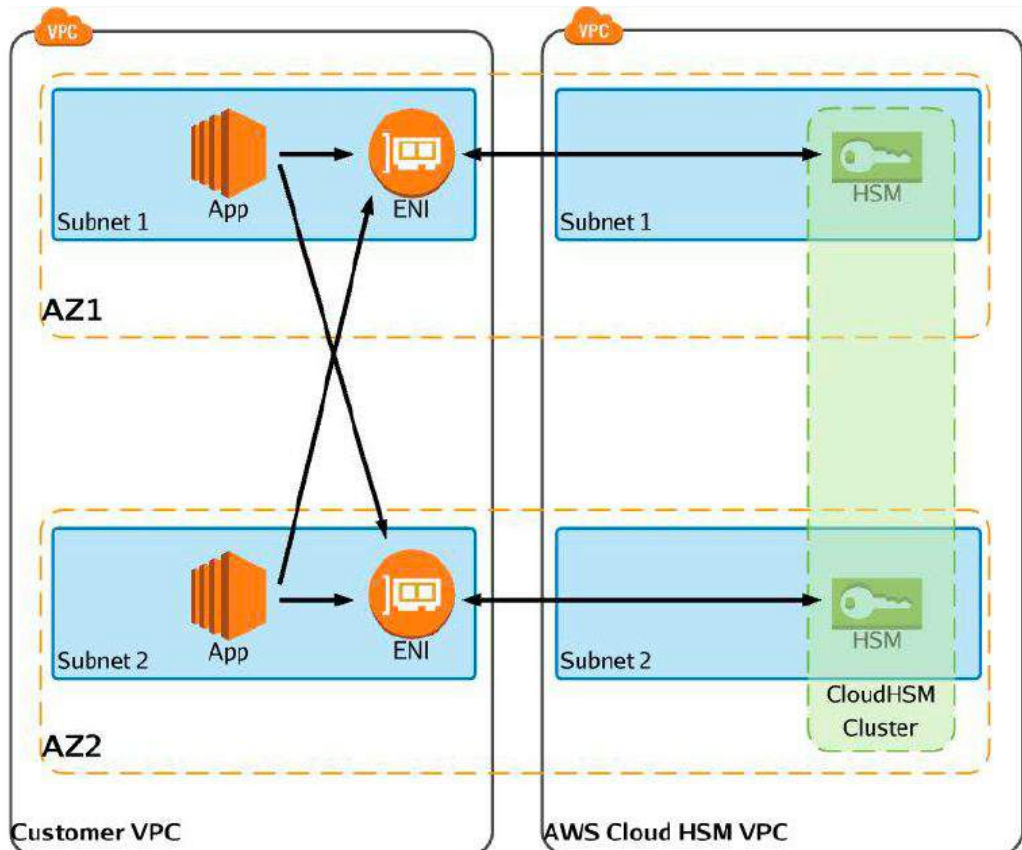 VPC
VPC
App
ENI
HSM
Subnet 1
Subnet 1
AZ1
App
ENI
HSM
Subnet 2
Subnet 2
CloudHSM
Cluster
AZ2
Customer VPC
AWS Cloud HSM VPC